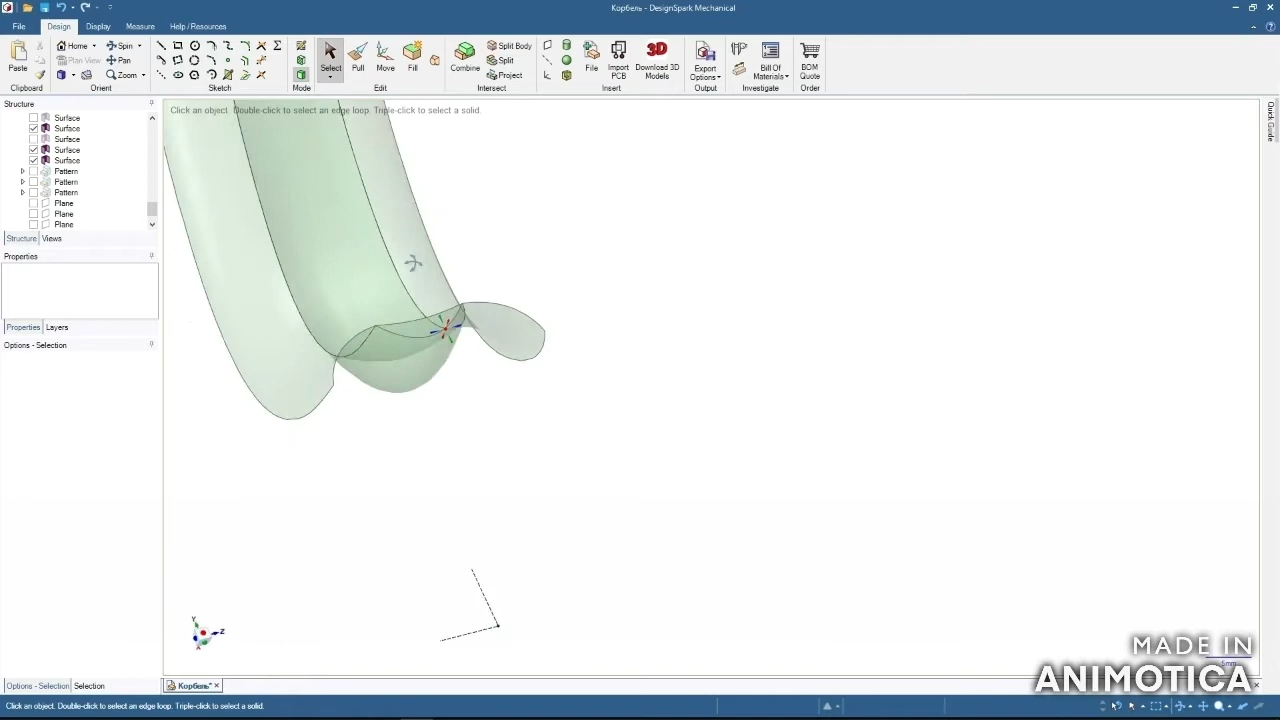 Корбель - DesignSpark Mechanical
File Design Display Measure Help / Resources
Paste
Clipboard
Home Spin
Plan View Pan
Zoom
Orient
Sketch
Mode
Select Pull Move Fill
Edit
Combine Split Body
Split
Project
Intersect
File Import PCB Download 3D Models
3D
Insert
Export Options
Output
Bill Of Materials
Investigate
BOM Quote
Order
Structure
Surface
Surface
Surface
Surface
Surface
Pattern
Pattern
Pattern
Plane
Plane
Plane
Structure Views
Properties
Properties Layers
Options - Selection
Click an object. Double-click to select an edge loop. Triple-click to select a solid.
Quick Guide
Y
Z
X
5mm
MADE IN
ANIMOTICA
Options - Selection Selection
Корбель*
Click an object. Double-click to select an edge loop. Triple-click to select a solid.